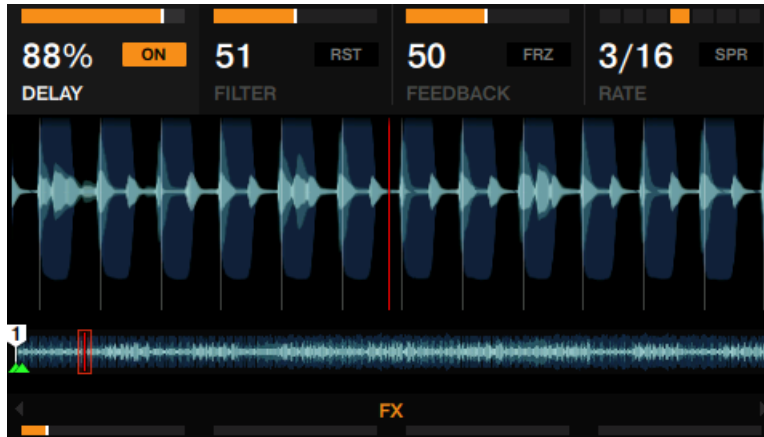 88% ON 51 RST 50 FRZ 3/16 SPR
DELAY FILTER FEEDBACK RATE
1
FX